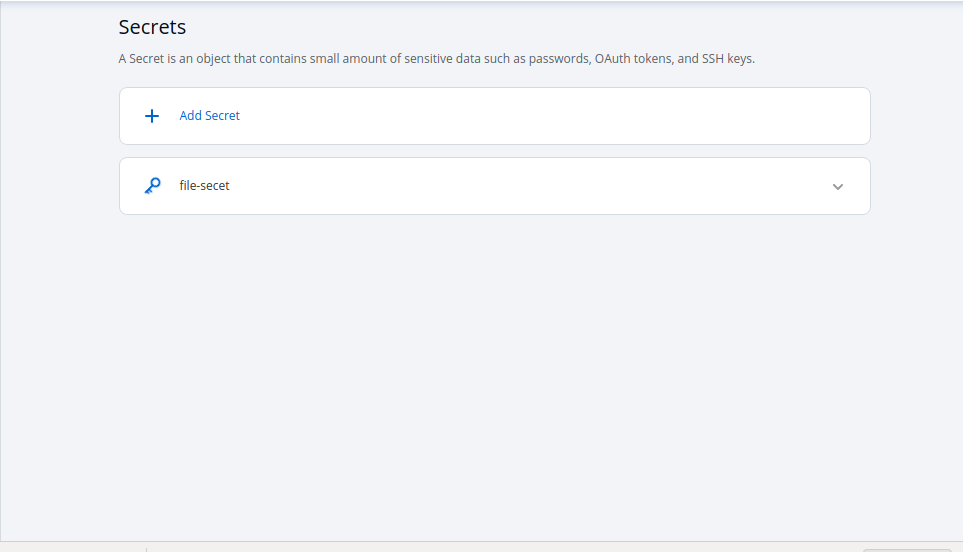 Secrets
A Secret is an object that contains small amount of sensitive data such as passwords, OAuth tokens, and SSH keys.
Add Secret
file-secet